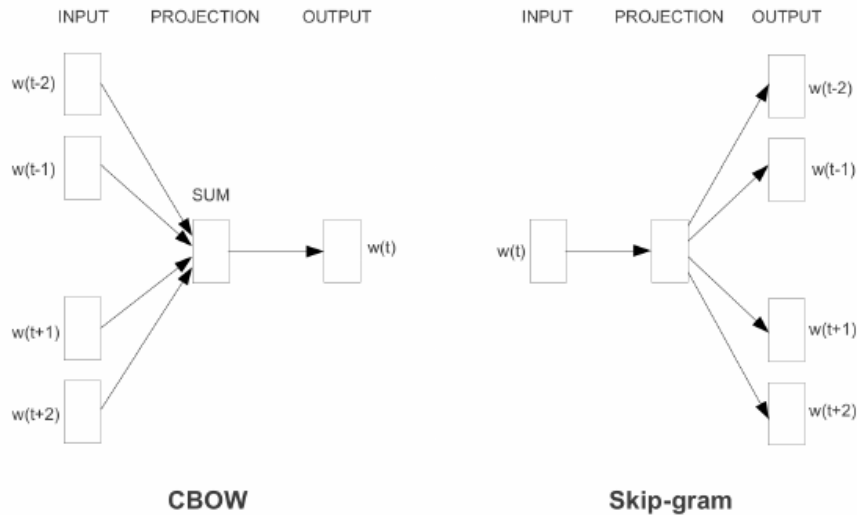 INPUT PROJECTION OUTPUT
w(t-2)
w(t-1)
SUM
w(t)
w(t+1)
w(t+2)
CBOW
INPUT PROJECTION OUTPUT
w(t-2)
w(t-1)
w(t)
w(t+1)
w(t+2)
Skip-gram